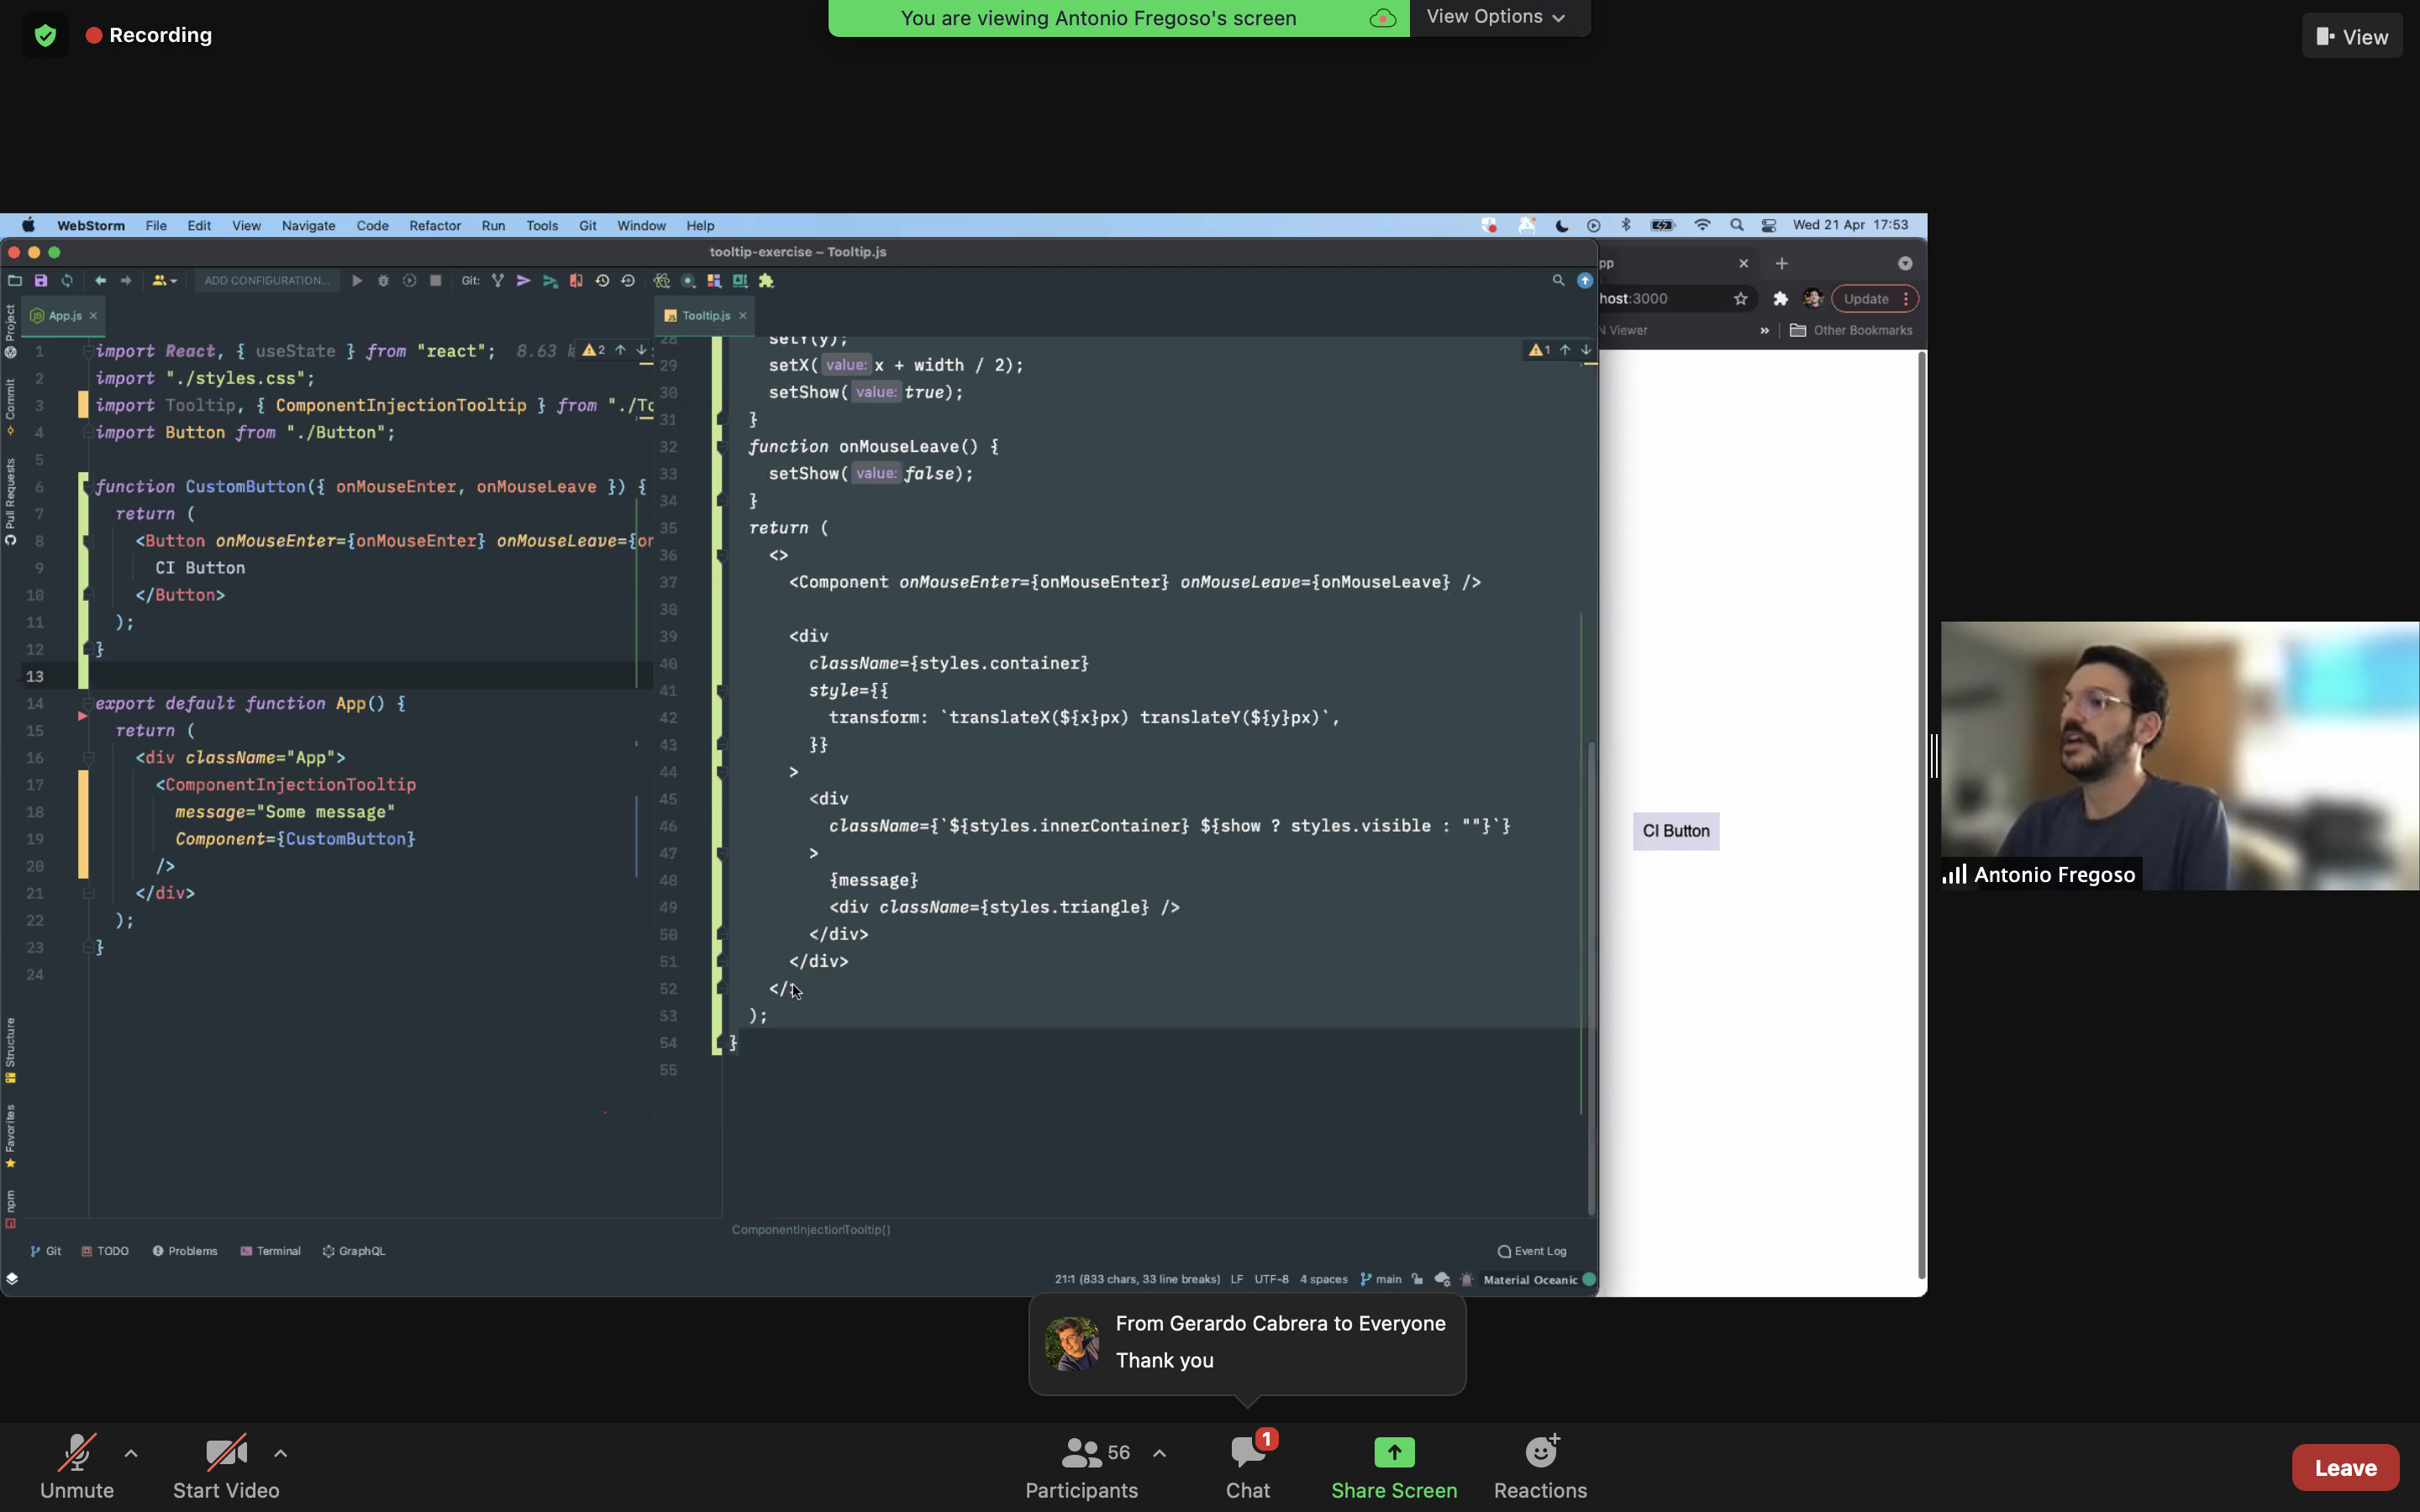 Recording
You are viewing Antonio Fregoso's screen
View Options
View
WebStorm File Edit View Navigate Code Refactor Run Tools Git Window Help
Wed 21 Apr 17:53
tooltip-exercise – Tooltip.js
ADD CONFIGURATION...
Git:
App.js
Project
Commit
Pull Requests
Structure
Favorites
npm
1 import React, { useState } from "react"; 8.63
2
2 import "./styles.css";
3 import Tooltip, { ComponentInjectionTooltip } from "./To
4 import Button from "./Button";
5
6 function CustomButton({ onMouseEnter, onMouseLeave }) {
7 return (
8 <Button onMouseEnter={onMouseEnter} onMouseLeave={on
9 CI Button
10 </Button>
11 );
12 }
13
14 export default function App() {
15 return (
16 <div className="App">
17 <ComponentInjectionTooltip
18 message="Some message"
19 Component={CustomButton}
20 />
21 </div>
22 );
23 }
24
Tooltip.js
1
28 setY(y);
29 setX( value: x + width / 2);
30 setShow( value: true);
31 }
32 function onMouseLeave() {
33 setShow( value: false);
34 }
35 return (
36 <>
37 <Component onMouseEnter={onMouseEnter} onMouseLeave={onMouseLeave} />
38
39 <div
40 className={styles.container}
41 style={{
42 transform: `translateX(${x}px) translateY(${y}px)`,
43 }}
44 >
45 <div
46 className={`${styles.innerContainer} ${show ? styles.visible : ""}`}
47 >
48 {message}
49 <div className={styles.triangle} />
50 </div>
51 </div>
52 </>
53 );
54 }
55
ComponentInjectionTooltip()
Git TODO Problems Terminal GraphQL
Event Log
21:1 (833 chars, 33 line breaks) LF UTF-8 4 spaces main Material Oceanic
pp
host:3000
Update
N Viewer
» Other Bookmarks
CI Button
Antonio Fregoso
From Gerardo Cabrera to Everyone
Thank you
Unmute
Start Video
56
Participants
1
Chat
Share Screen
Reactions
Leave